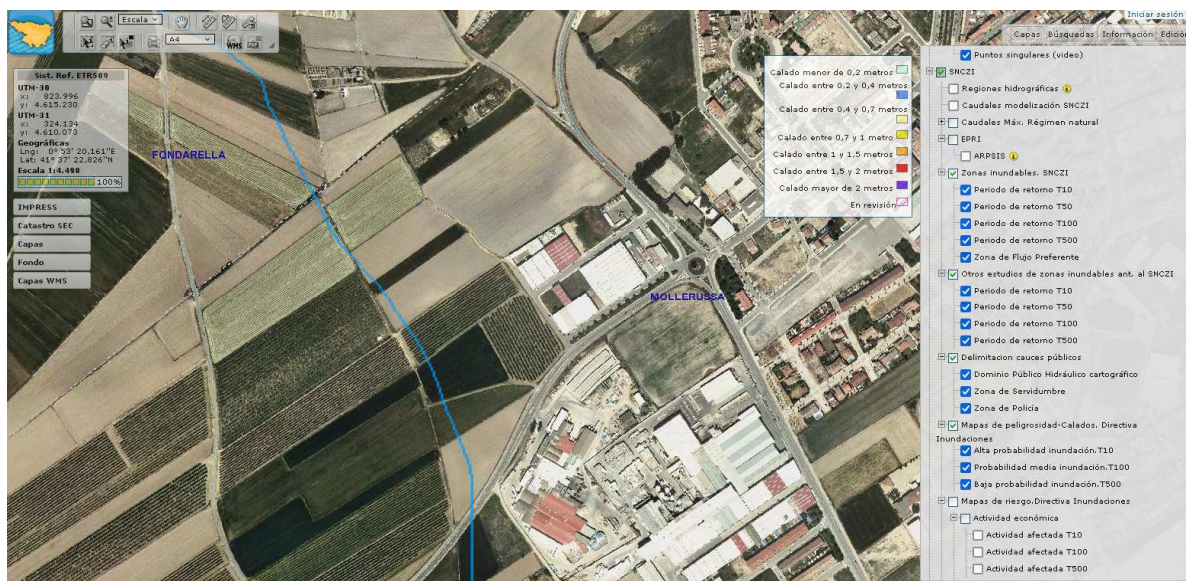 Iniciar sesión
Escala
A4
WMS
Capas Búsquedas Información Edición
Sist. Ref. ETRS89
UTM-30
x: 823.996
y: 4.615.230
UTM-31
x: 324.134
y: 4.610.073
Geográficas
Lng: 0º 53' 20,161"E
Lat: 41º 37' 22,826"N
Escala 1:4.498
100%
IMPRESS
Catastro SEC
Capas
Fondo
Capas WMS
FONDARELLA
MOLLERUSSA
Calado menor de 0,2 metros
Calado entre 0,2 y 0,4 metros
Calado entre 0,4 y 0,7 metros
Calado entre 0,7 y 1 metro
Calado entre 1 y 1,5 metros
Calado entre 1,5 y 2 metros
Calado mayor de 2 metros
En revisión
Puntos singulares (video)
SNCZI
Regiones hidrográficas
Caudales modelización SNCZI
Caudales Máx. Régimen natural
EPRI
ARPSIS
Zonas inundables. SNCZI
Periodo de retorno T10
Periodo de retorno T50
Periodo de retorno T100
Periodo de retorno T500
Zona de Flujo Preferente
Otros estudios de zonas inundables ant. al SNCZI
Periodo de retorno T10
Periodo de retorno T50
Periodo de retorno T100
Periodo de retorno T500
Delimitacion cauces públicos
Dominio Público Hidráulico cartográfico
Zona de Servidumbre
Zona de Policía
Mapas de peligrosidad-Calados. Directiva
Inundaciones
Alta probabilidad inundación.T10
Probabilidad media inundación.T100
Baja probabilidad inundación.T500
Mapas de riesgo.Directiva Inundaciones
Actividad económica
Actividad afectada T10
Actividad afectada T100
Actividad afectada T500